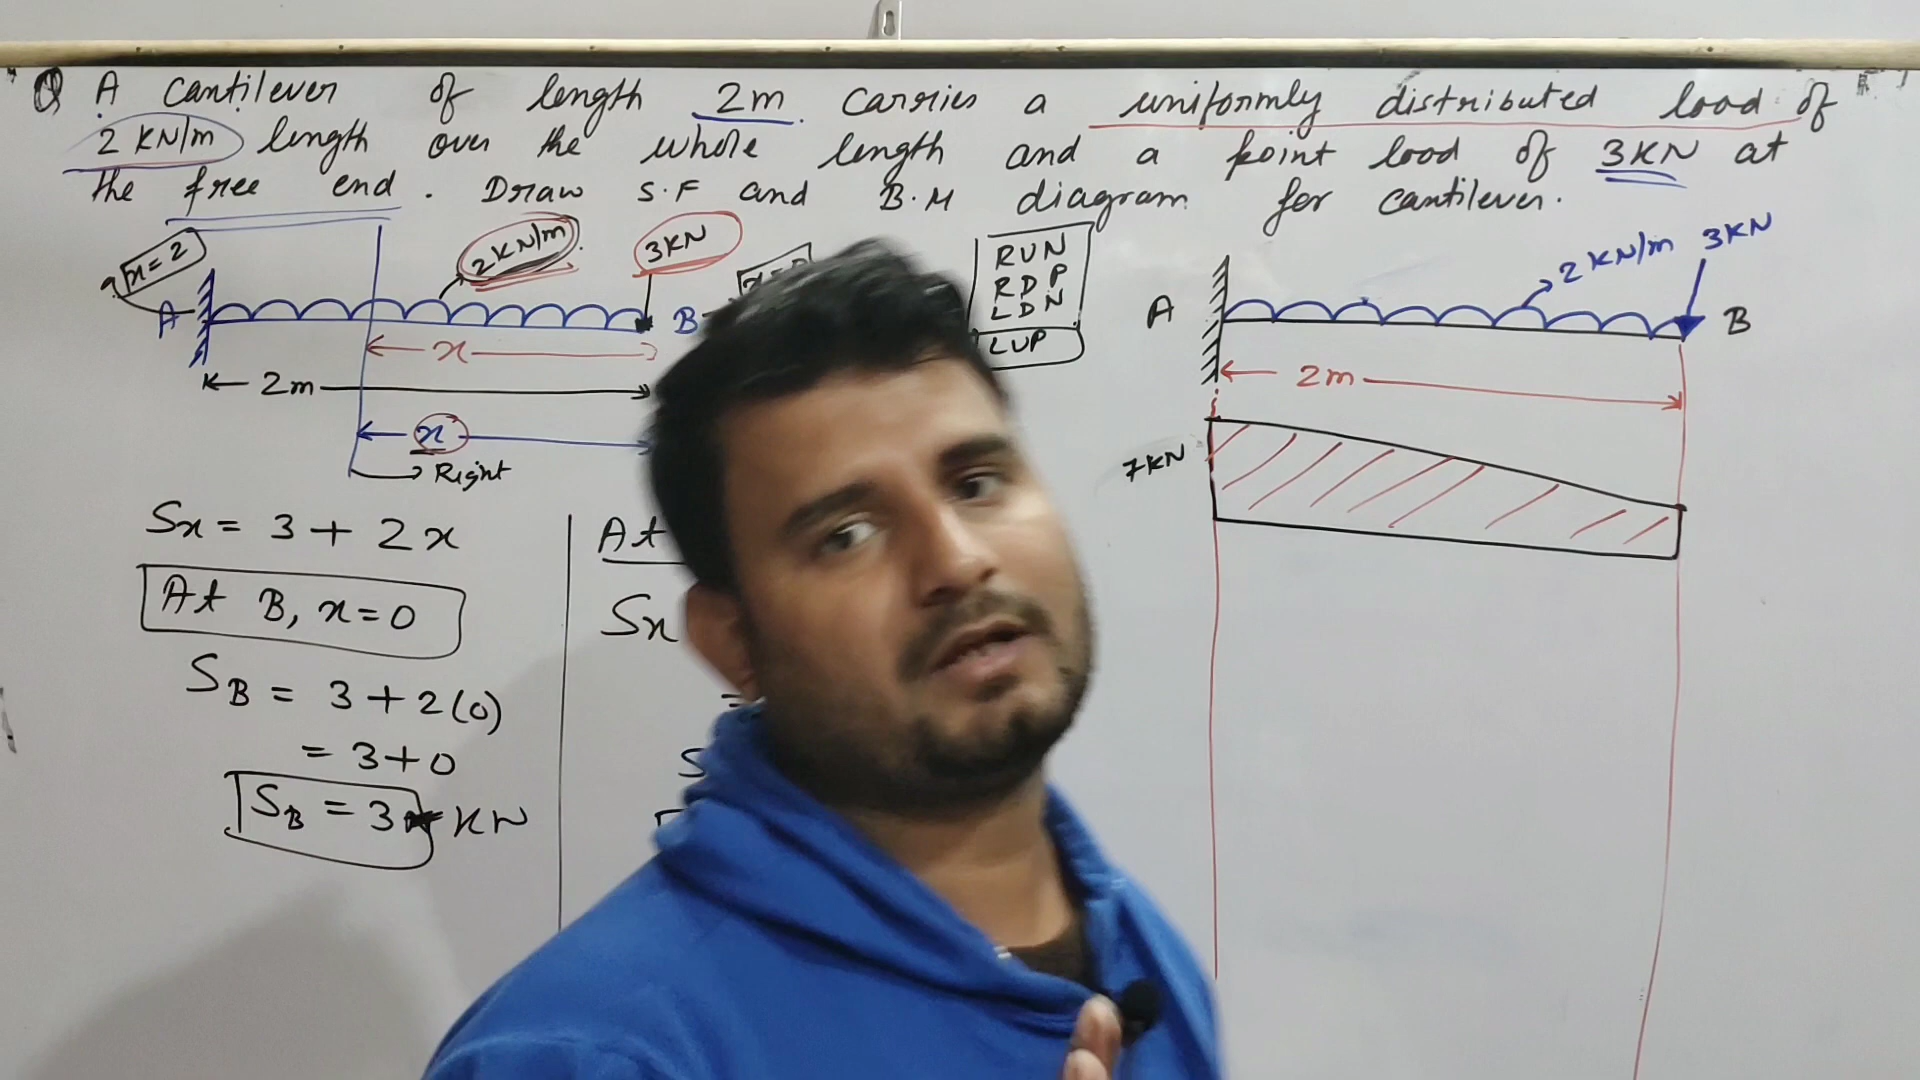 Q A cantilever of length 2m carries a uniformly distributed load of
2 KN/m length over the whole length and a point load of 3KN at
the free end. Draw S.F and B.M diagram for cantilever.
x=2
2KN/m
3KN
A
B
x
2m
x
Right
RUN
RDP
LDN
LUP
Sx = 3 + 2x
At B, x=0
SB = 3+2(0)
= 3+0
SB = 3 KN
At
Sx
=
S
2 KN/m
3KN
A
B
2m
7KN